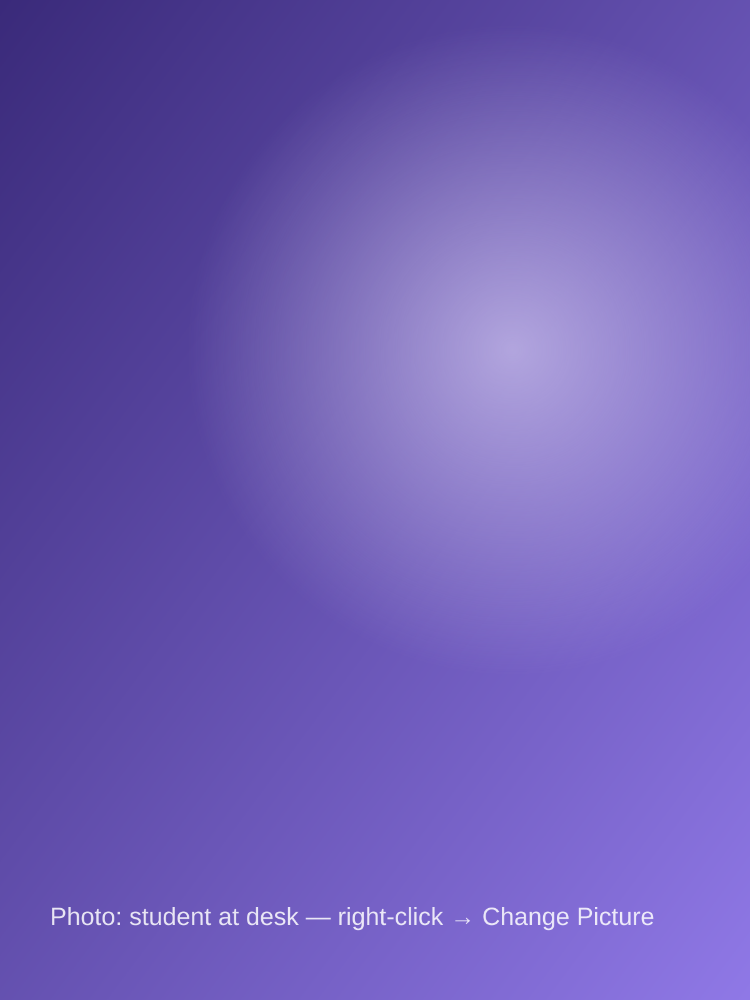 Photo: student at desk — right-click → Change Picture